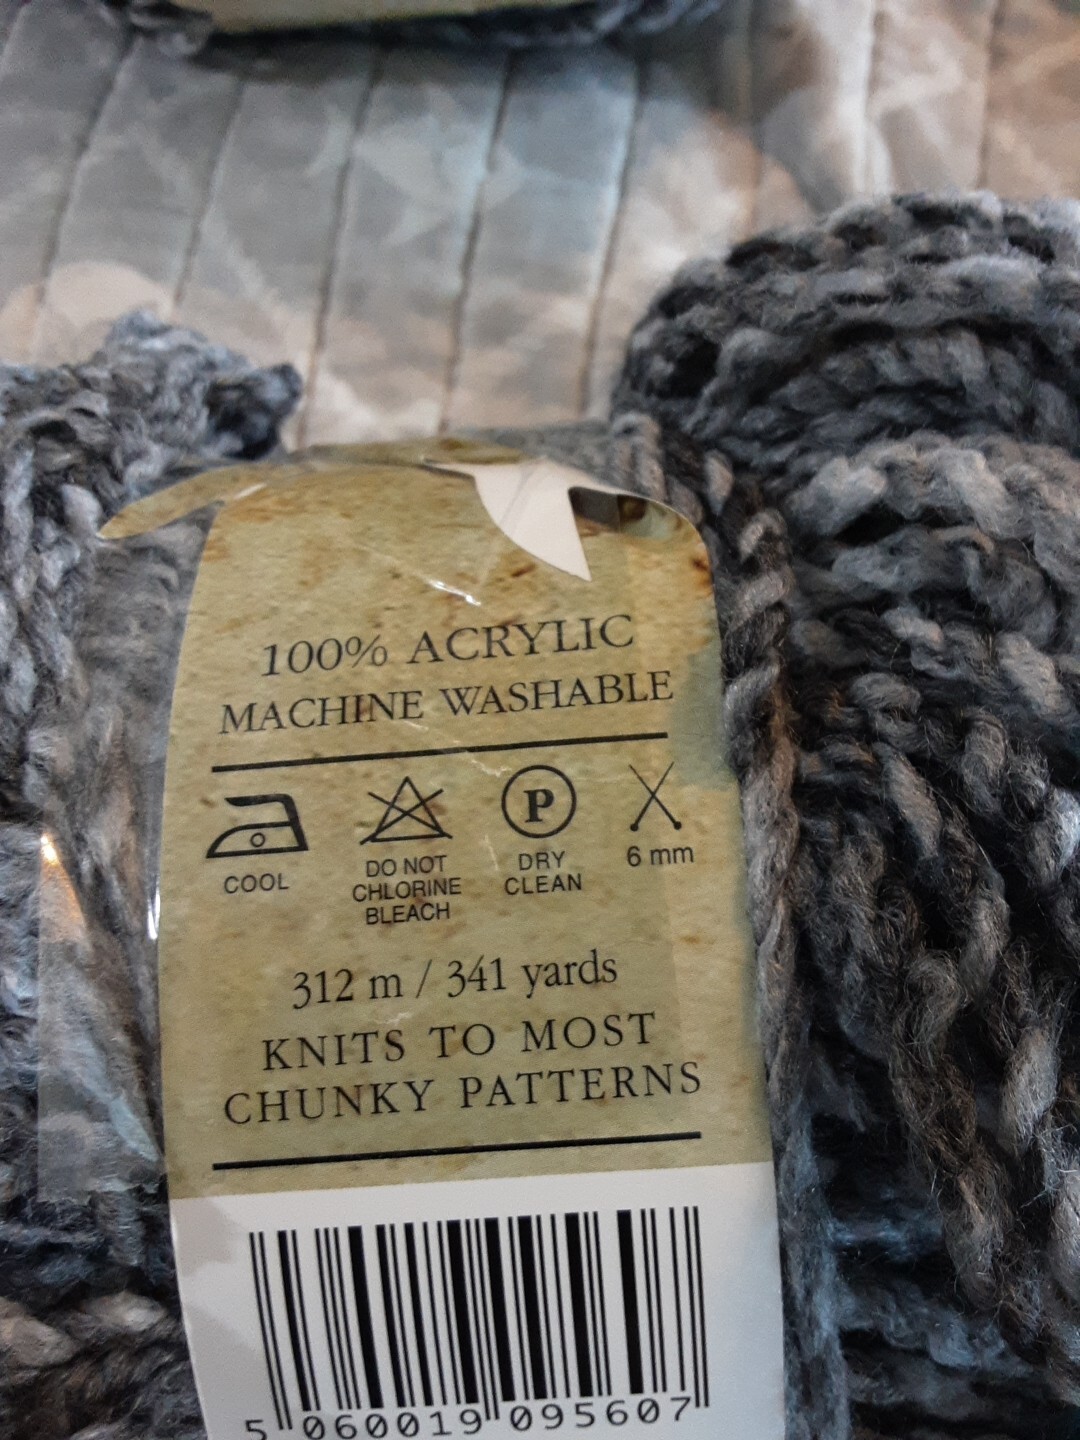 100% ACRYLIC
MACHINE WASHABLE
P
COOL
DO NOT
CHLORINE
BLEACH
DRY
CLEAN
6 mm
312 m / 341 yards
KNITS TO MOST
CHUNKY PATTERNS
5 060019 095607